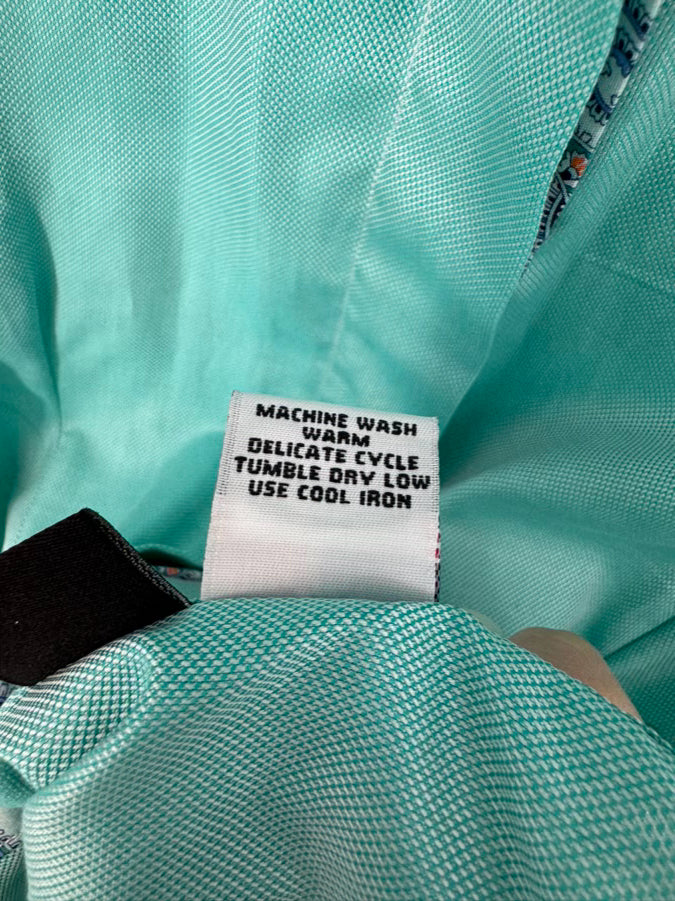 MACHINE WASH
WARM
DELICATE CYCLE
TUMBLE DRY LOW
USE COOL IRON